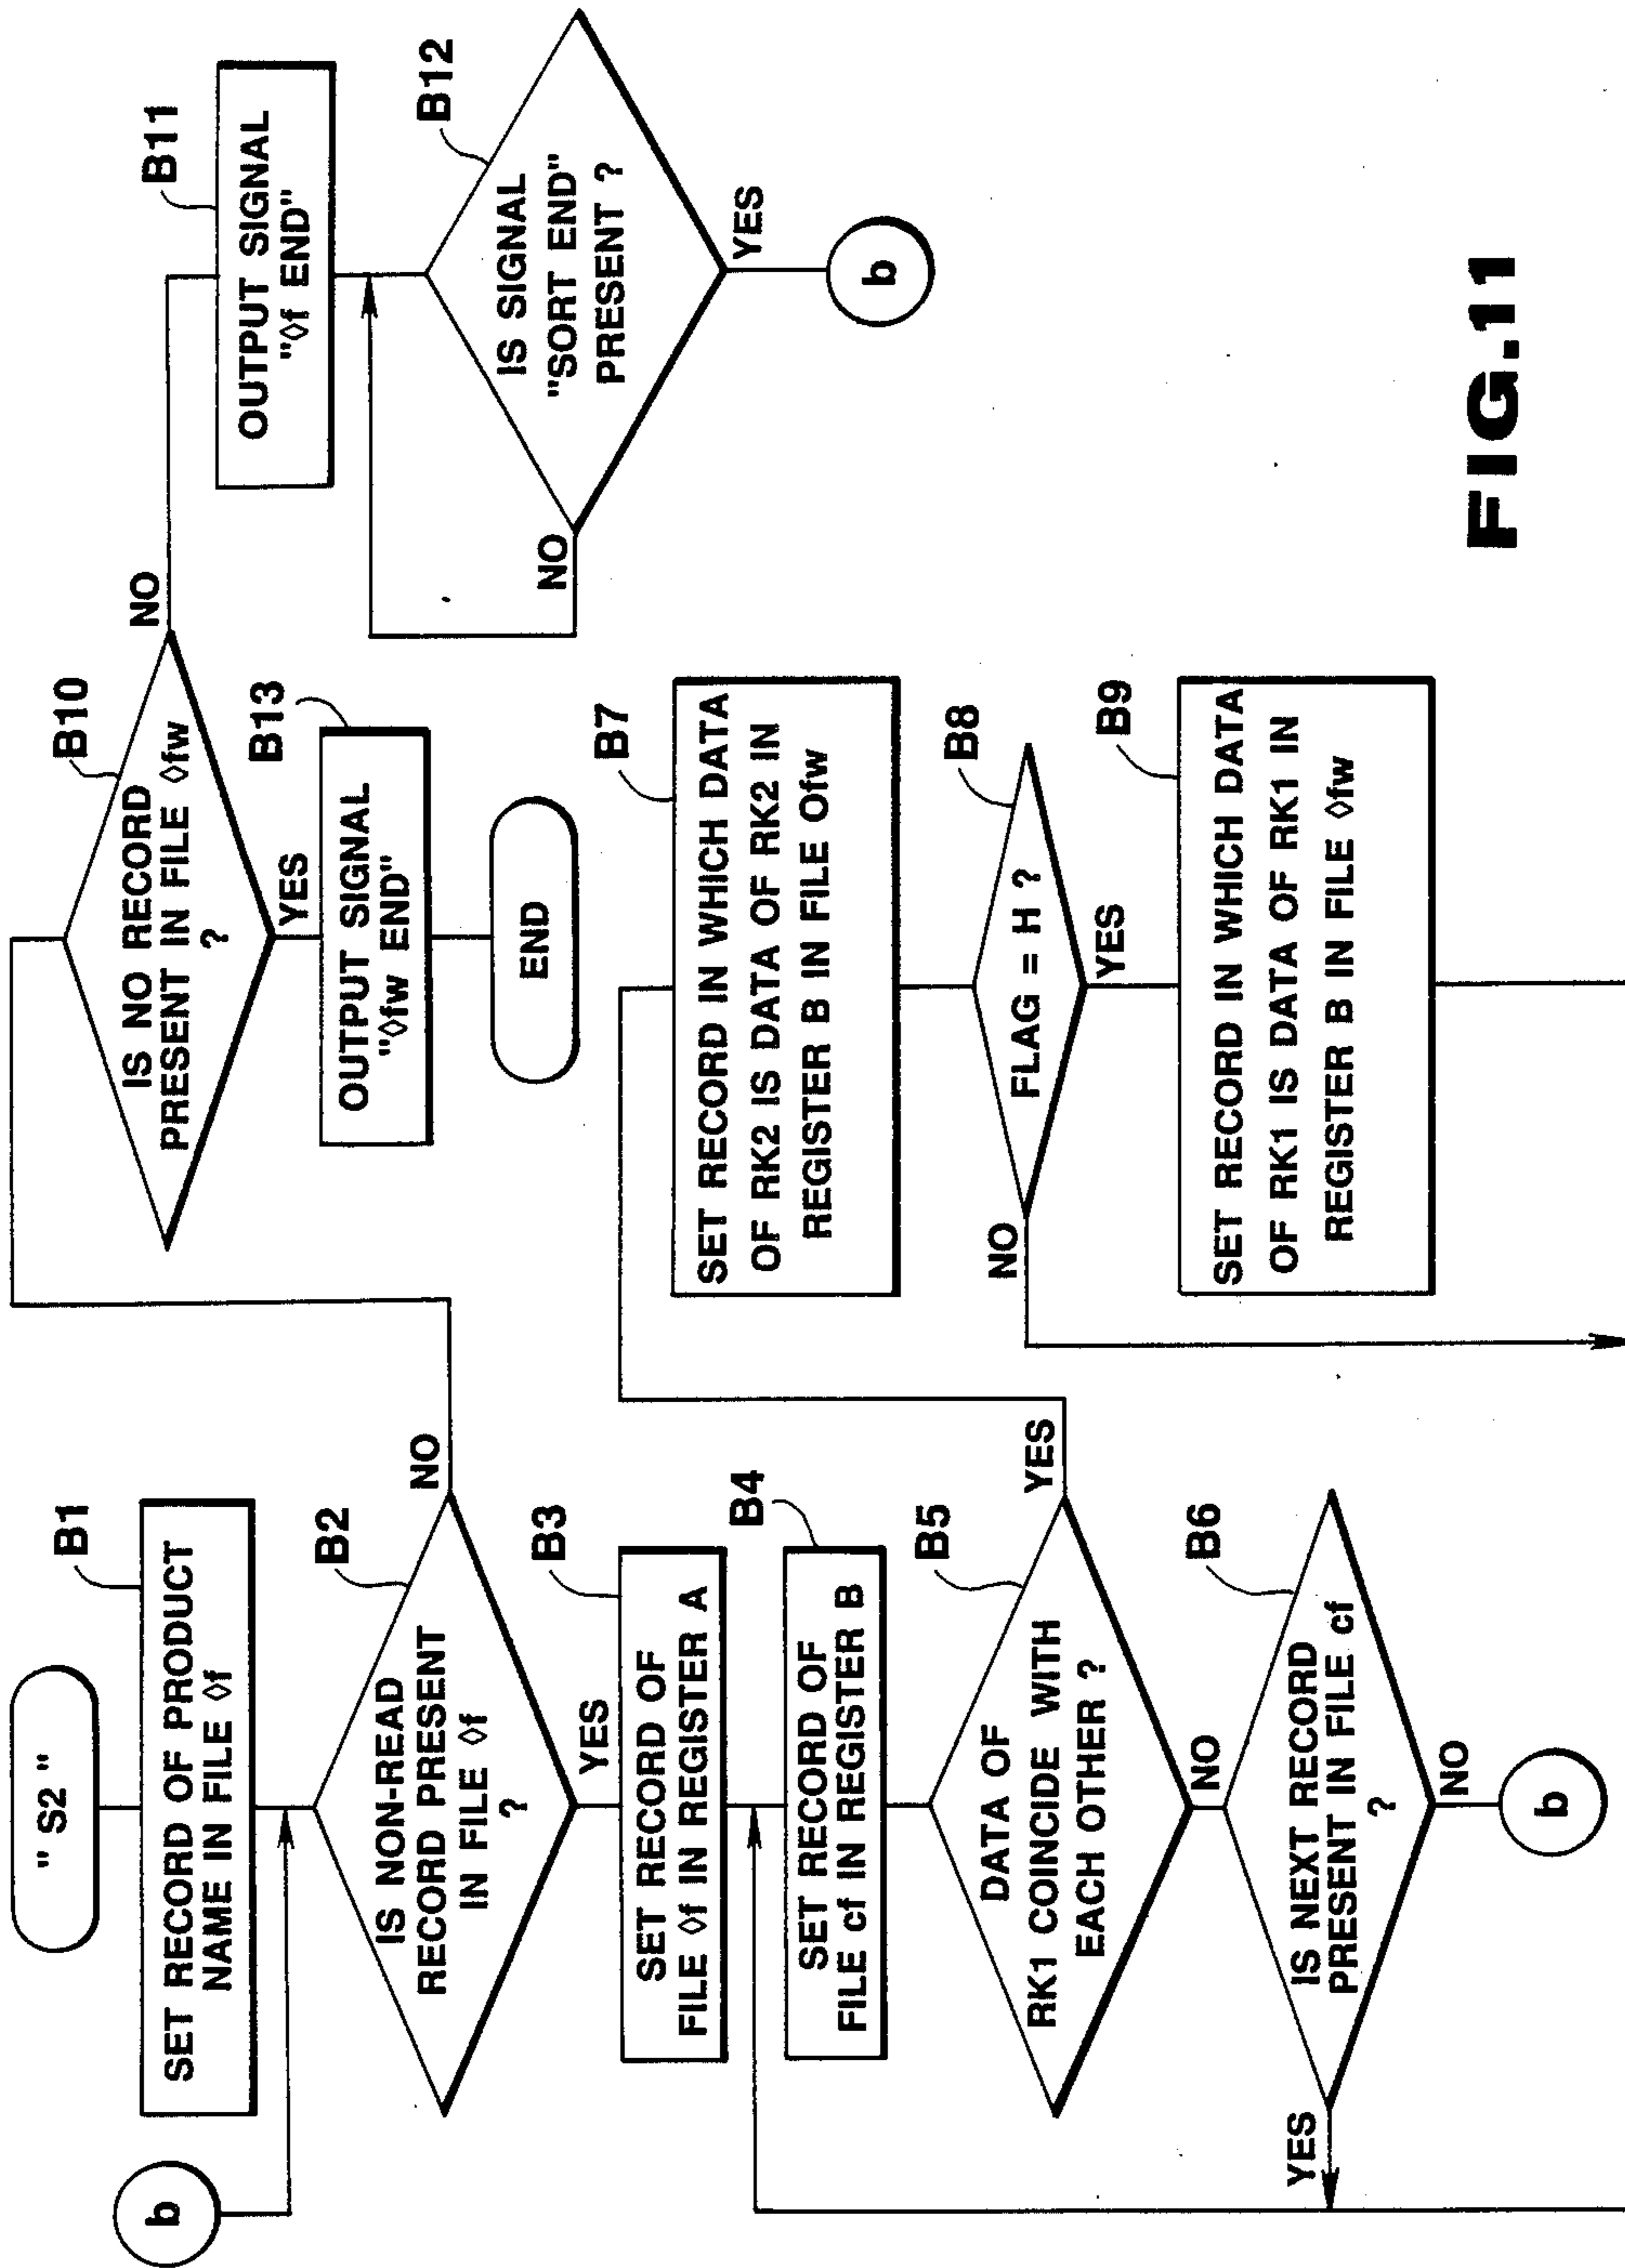 " S2 "
B1
SET RECORD OF PRODUCT
NAME IN FILE ◊f
b
B2
IS NON-READ
RECORD PRESENT
IN FILE ◊f
?
NO
YES
B3
SET RECORD OF
FILE ◊f IN REGISTER A
B4
SET RECORD OF
FILE cf IN REGISTER B
B5
DATA OF
RK1 COINCIDE WITH
EACH OTHER ?
YES
NO
B6
IS NEXT RECORD
PRESENT IN FILE cf
?
YES
NO
b
B10
IS NO RECORD
PRESENT IN FILE ◊fw
?
NO
YES
B13
OUTPUT SIGNAL
"◊fw END"
END
B7
SET RECORD IN WHICH DATA
OF RK2 IS DATA OF RK2 IN
REGISTER B IN FILE Ofw
B8
FLAG = H ?
NO
YES
B9
SET RECORD IN WHICH DATA
OF RK1 IS DATA OF RK1 IN
REGISTER B IN FILE ◊fw
B11
OUTPUT SIGNAL
"◊f END"
B12
IS SIGNAL
"SORT END"
PRESENT ?
NO
YES
b
FIG.11